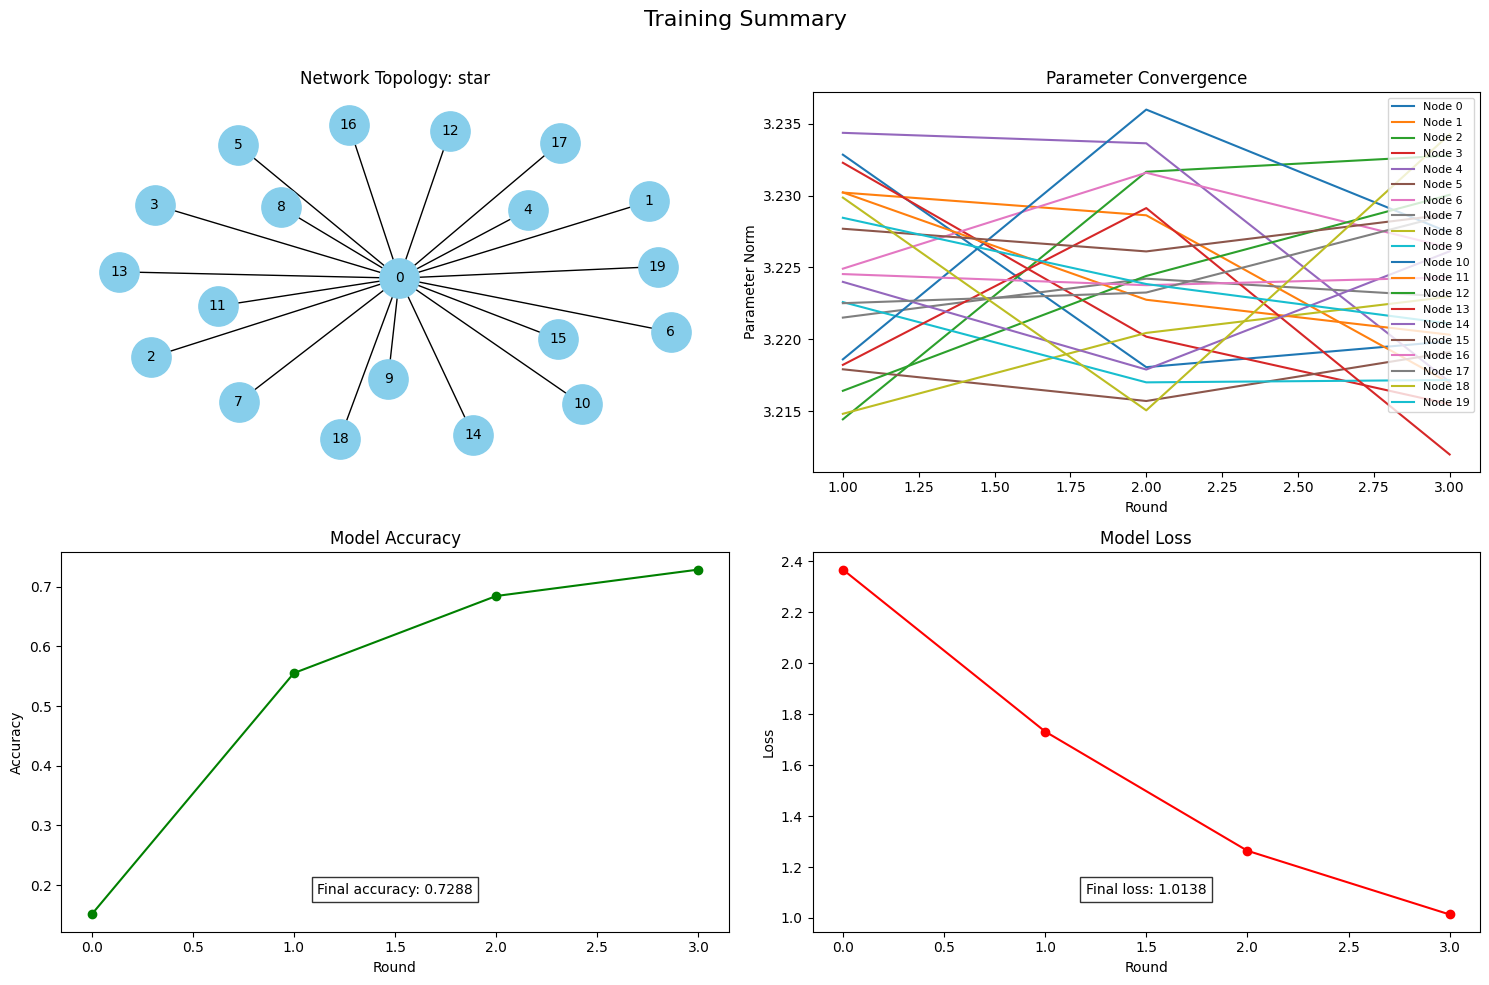 Training Summary
Network Topology: star
16
12
5
17
3
8
4
1
13
0
19
11
6
2
15
9
7
10
18
14
Parameter Convergence
Parameter Norm
3.235
3.230
3.225
3.220
3.215
Node 0
Node 1
Node 2
Node 3
Node 4
Node 5
Node 6
Node 7
Node 8
Node 9
Node 10
Node 11
Node 12
Node 13
Node 14
Node 15
Node 16
Node 17
Node 18
Node 19
1.00 1.25 1.50 1.75 2.00 2.25 2.50 2.75 3.00
Round
Model Accuracy
Accuracy
0.7
0.6
0.5
0.4
0.3
0.2
Final accuracy: 0.7288
0.0 0.5 1.0 1.5 2.0 2.5 3.0
Round
Model Loss
Loss
2.4
2.2
2.0
1.8
1.6
1.4
1.2
1.0
Final loss: 1.0138
0.0 0.5 1.0 1.5 2.0 2.5 3.0
Round